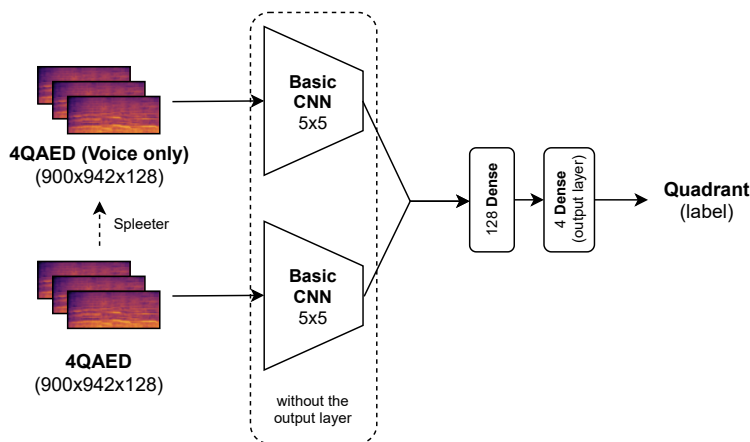 4QAED (Voice only)
(900x942x128)
Spleeter
4QAED
(900x942x128)
Basic
CNN
5x5
Basic
CNN
5x5
without the
output layer
128 Dense
4 Dense
(output layer)
Quadrant
(label)